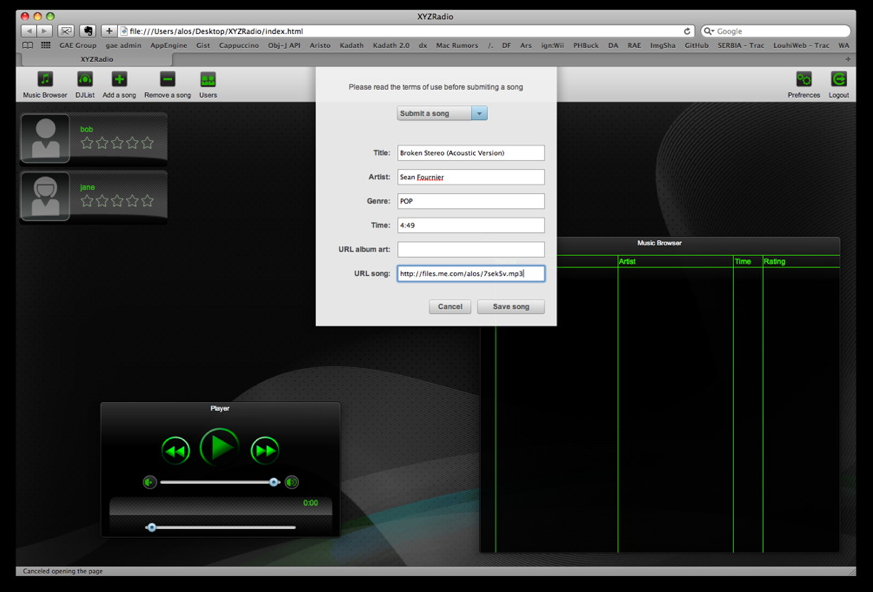 XYZRadio
file:///Users/alos/Desktop/XYZRadio/index.html
Google
GAE Group gae admin AppEngine Gist Cappuccino Obj-J API Aristo Kadath Kadath 2.0 dx Mac Rumors /. DF Ars ign:Wii PHBuck DA RAE ImgSha GitHub SERBIA - Trac LouhiWeb - Trac WA
XYZRadio
Music Browser DJList Add a song Remove a song Users
Prefrences Logout
Please read the terms of use before submiting a song
Submit a song
Title: Broken Stereo (Acoustic Version)
Artist: Sean Fournier
Genre: POP
Time: 4:49
URL album art:
URL song: http://files.me.com/alos/7sek5v.mp3
Cancel Save song
bob
jane
Music Browser
Artist Time Rating
Player
0:00
Canceled opening the page